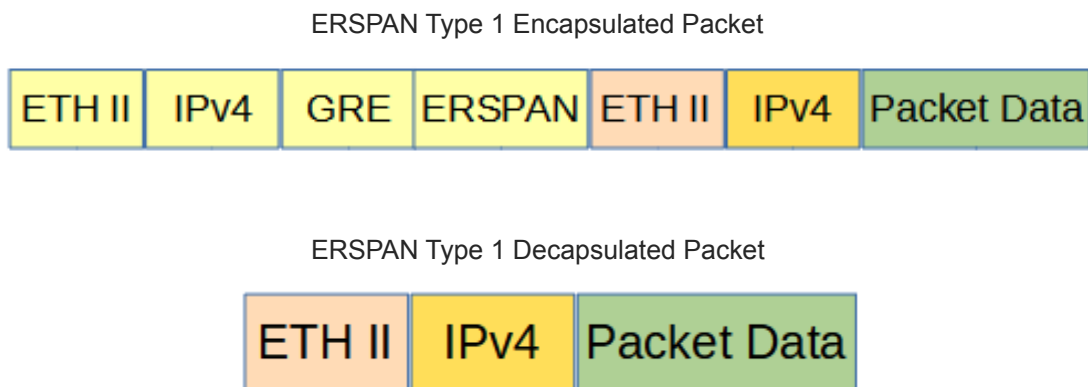 ERSPAN Type 1 Encapsulated Packet
ETH II IPv4 GRE ERSPAN ETH II IPv4 Packet Data
ERSPAN Type 1 Decapsulated Packet
ETH II IPv4 Packet Data